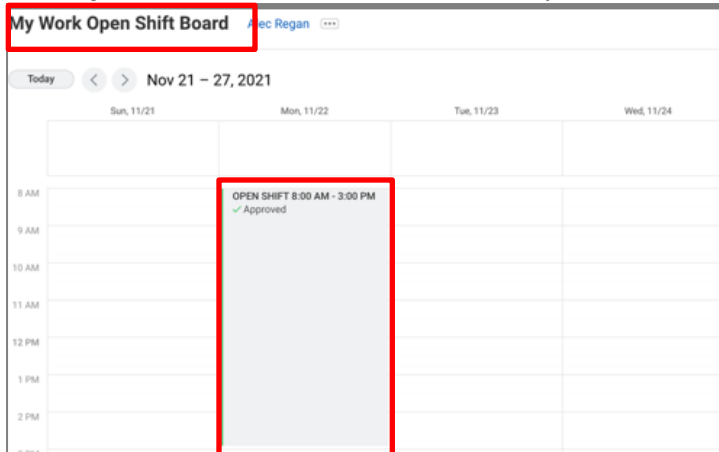 My Work Open Shift Board Alec Regan
Today < > Nov 21 – 27, 2021
Sun, 11/21 Mon, 11/22 Tue, 11/23 Wed, 11/24
8 AM
OPEN SHIFT 8:00 AM - 3:00 PM
✓ Approved
9 AM
10 AM
11 AM
12 PM
1 PM
2 PM